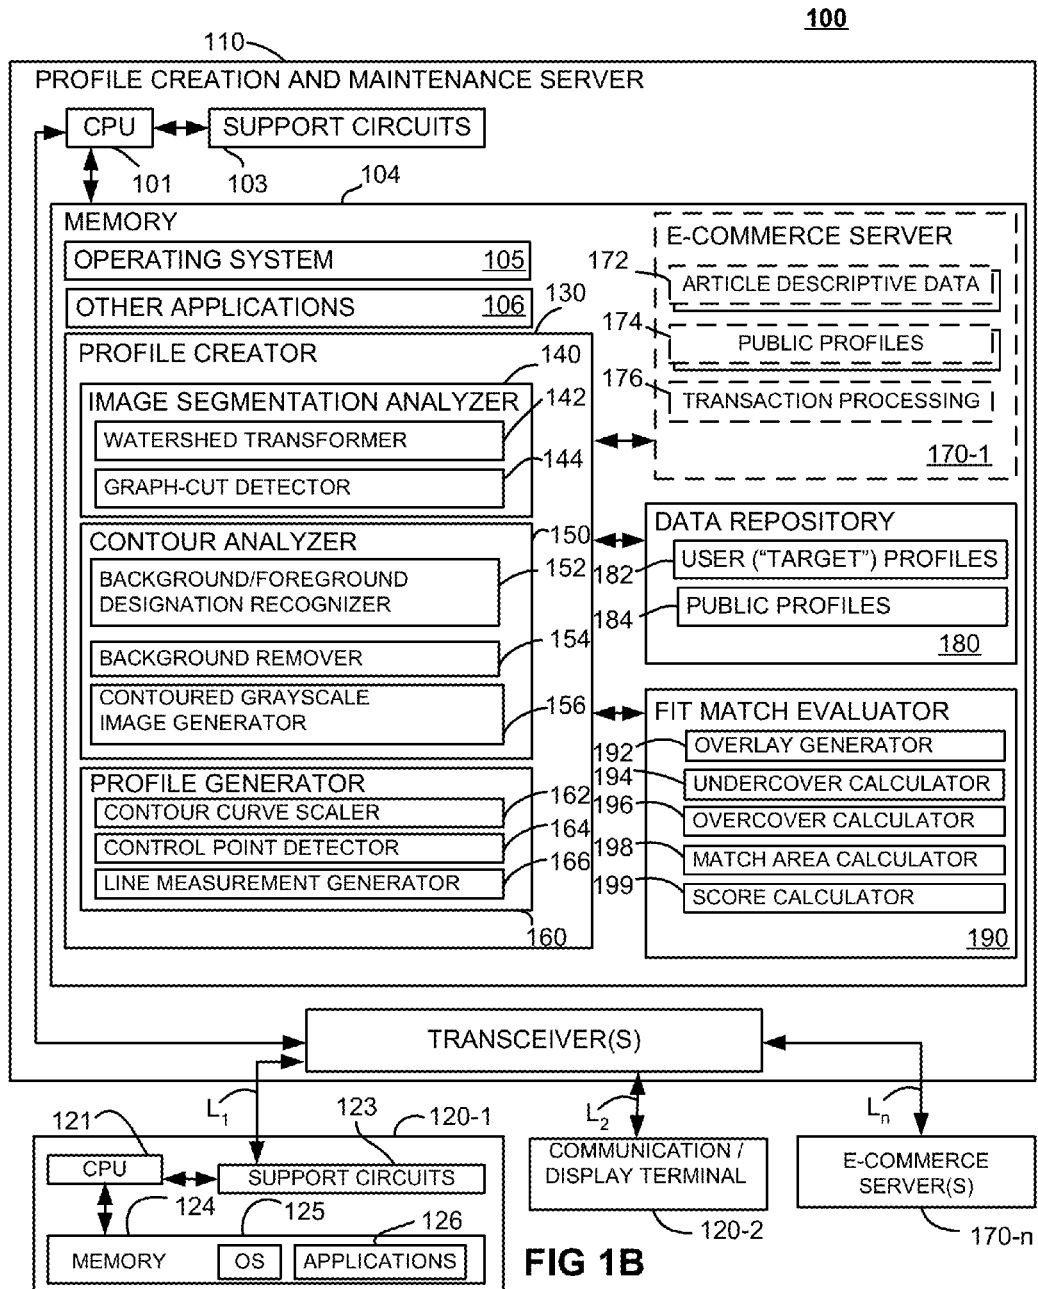 100
110
PROFILE CREATION AND MAINTENANCE SERVER
CPU
SUPPORT CIRCUITS
101
103
104
MEMORY
OPERATING SYSTEM 105
OTHER APPLICATIONS 106
130
PROFILE CREATOR
140
IMAGE SEGMENTATION ANALYZER
142
WATERSHED TRANSFORMER
144
GRAPH-CUT DETECTOR
CONTOUR ANALYZER
150
BACKGROUND/FOREGROUND
DESIGNATION RECOGNIZER
152
154
BACKGROUND REMOVER
CONTOURED GRAYSCALE
IMAGE GENERATOR
156
PROFILE GENERATOR
CONTOUR CURVE SCALER
162
CONTROL POINT DETECTOR
164
LINE MEASUREMENT GENERATOR
166
160
E-COMMERCE SERVER
172
ARTICLE DESCRIPTIVE DATA
174
PUBLIC PROFILES
176
TRANSACTION PROCESSING
170-1
DATA REPOSITORY
182
USER ("TARGET") PROFILES
184
PUBLIC PROFILES
180
FIT MATCH EVALUATOR
192
OVERLAY GENERATOR
194
UNDERCOVER CALCULATOR
196
OVERCOVER CALCULATOR
198
MATCH AREA CALCULATOR
199
SCORE CALCULATOR
190
TRANSCEIVER(S)
L1
L2
Ln
121
123
120-1
CPU
SUPPORT CIRCUITS
124
125
126
MEMORY
OS
APPLICATIONS
COMMUNICATION /
DISPLAY TERMINAL
120-2
E-COMMERCE
SERVER(S)
170-n
FIG 1B